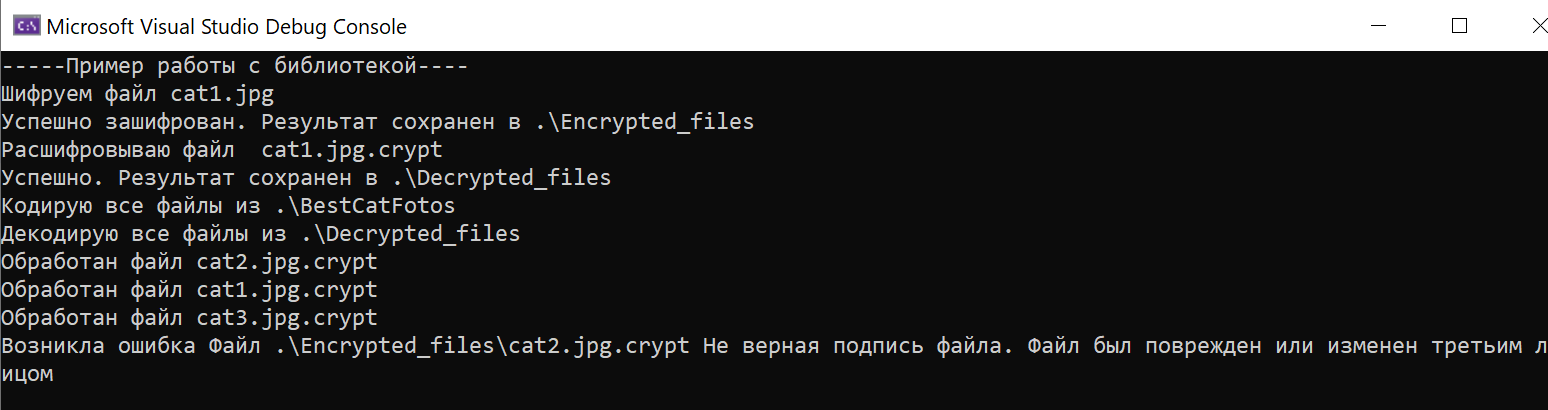 C:\ Microsoft Visual Studio Debug Console
-----Пример работы с библиотекой----
Шифруем файл cat1.jpg
Успешно зашифрован. Результат сохранен в .\Encrypted_files
Расшифровываю файл  cat1.jpg.crypt
Успешно. Результат сохранен в .\Decrypted_files
Кодирую все файлы из .\BestCatFotos
Декодирую все файлы из .\Decrypted_files
Обработан файл cat2.jpg.crypt
Обработан файл cat1.jpg.crypt
Обработан файл cat3.jpg.crypt
Возникла ошибка Файл .\Encrypted_files\cat2.jpg.crypt Не верная подпись файла. Файл был поврежден или изменен третьим л
ицом